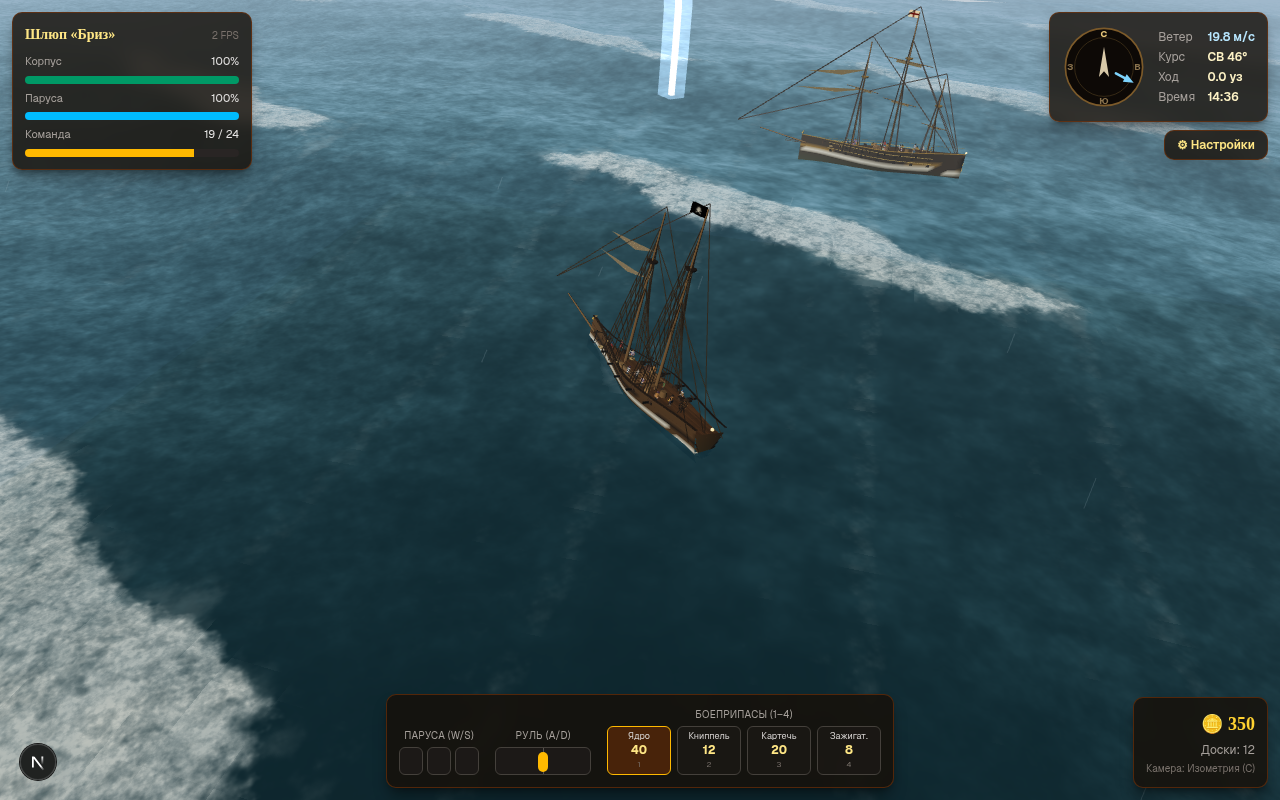 Шлюп «Бриз»
2 FPS
Корпус 100%
Паруса 100%
Команда 19 / 24
С
З В
Ю
Ветер 19.8 м/с
Курс СВ 46°
Ход 0.0 уз
Время 14:36
⚙ Настройки
ПАРУСА (W/S)
РУЛЬ (A/D)
БОЕПРИПАСЫ (1–4)
Ядро
40
1
Книппель
12
2
Картечь
20
3
Зажигат.
8
4
N
350
Доски: 12
Камера: Изометрия (C)